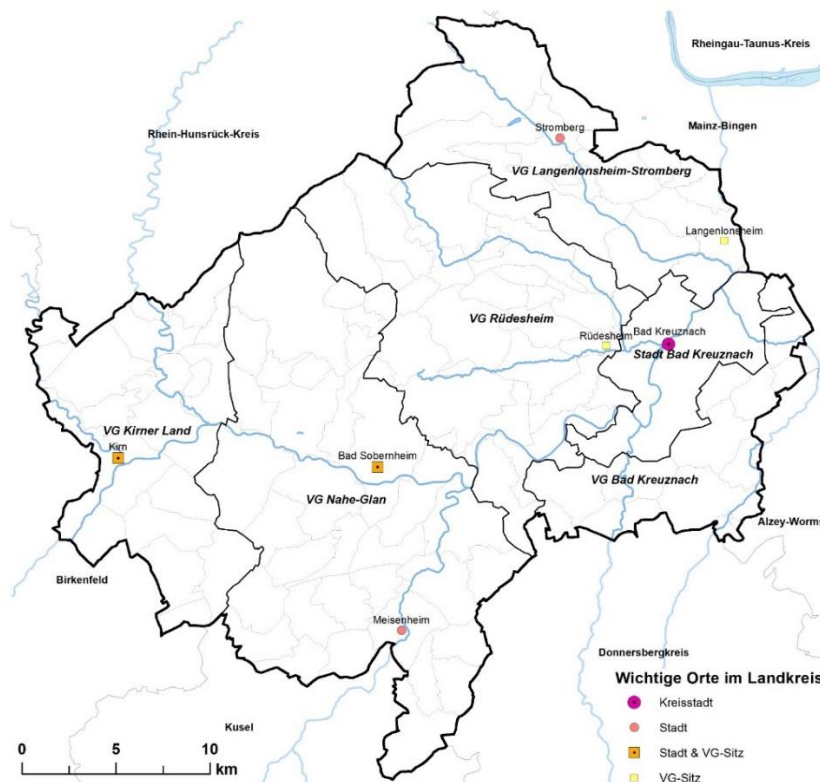 Rheingau-Taunus-Kreis
Rhein-Hunsrück-Kreis
Mainz-Bingen
Stromberg
VG Langenlonsheim-Stromberg
Langenlonsheim
VG Rüdesheim
Rüdesheim
Bad Kreuznach
Stadt Bad Kreuznach
VG Kirner Land
Kirn
Bad Sobernheim
VG Nahe-Glan
VG Bad Kreuznach
Alzey-Worms
Birkenfeld
Meisenheim
Donnersbergkreis
Kusel
Wichtige Orte im Landkreis
Kreisstadt
Stadt
Stadt & VG-Sitz
VG-Sitz
0 5 10
km